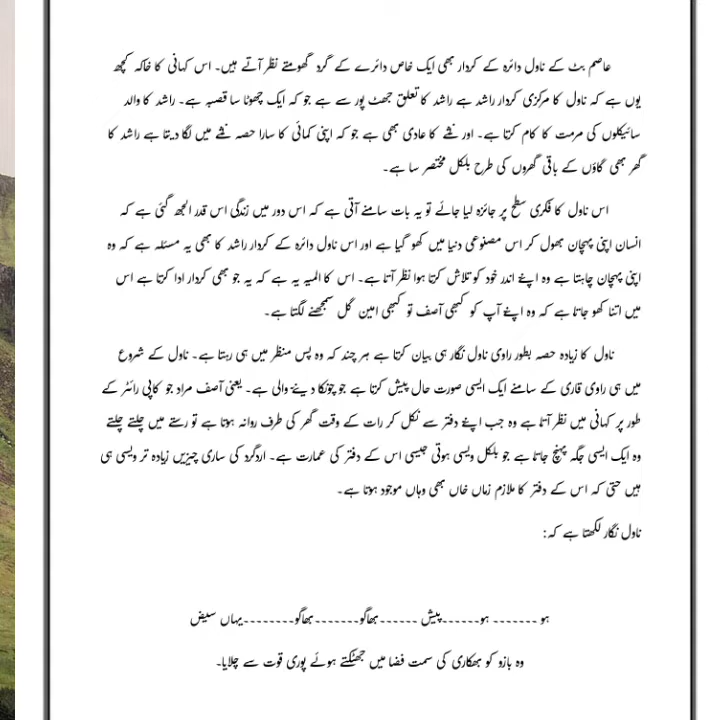 عاصم بٹ کے ناول دائرہ کے کردار بھی ایک خاص دائرے کے گرد گھومتے نظر آتے ہیں۔ اس کہانی کا خاکہ کچھ
یوں ہے کہ ناول کا مرکزی کردار راشد ہے راشد کا تعلق جھٹ پور سے ہے جو کہ ایک چھوٹا سا قصبہ ہے۔ راشد کا والد
سائیکلوں کی مرمت کا کام کرتا ہے۔ اور نشے کا عادی بھی ہے جو کہ اپنی کمائی کا سارا حصہ نشے میں لگا دیتا ہے راشد کا
گھر بھی گاؤں کے باقی گھروں کی طرح بلکل مختصر سا ہے۔
اس ناول کا فکری سطح پر جائزہ لیا جائے تو یہ بات سامنے آتی ہے کہ اس دور میں زندگی اس قدر الجھ گئی ہے کہ
انسان اپنی پہچان بھول کر اس مصنوعی دنیا میں کھو گیا ہے اور اس ناول دائرہ کے کردار راشد کا بھی یہ مسئلہ ہے کہ وہ
اپنی پہچان چاہتا ہے وہ اپنے اندر خود کو تلاش کرتا ہوا نظر آتا ہے۔ اس کا المیہ یہ ہے کہ یہ جو بھی کردار ادا کرتا ہے اس
میں اتنا کھو جاتا ہے کہ وہ اپنے آپ کو کبھی آصف تو کبھی امین گل سمجھنے لگتا ہے۔
ناول کا زیادہ حصہ بطور راوی ناول نگار ہی بیان کرتا ہے ہر چند کہ وہ پس منظر میں ہی رہتا ہے۔ ناول کے شروع
میں ہی راوی قاری کے سامنے ایک ایسی صورت حال پیش کرتا ہے جو چونکا دینے والی ہے۔ یعنی آصف مراد جو کاپی رائٹر کے
طور پر کہانی میں نظر آتا ہے وہ جب اپنے دفتر سے نکل کر رات کے وقت گھر کی طرف روانہ ہوتا ہے تو رستے میں چلتے چلتے
وہ ایک ایسی جگہ پہنچ جاتا ہے جو بلکل ویسی ہوتی جیسی اس کے دفتر کی عمارت ہے۔ اردگرد کی ساری چیزیں زیادہ تر ویسی ہی
ہیں حتی کہ اس کے دفتر کا ملازم زماں خاں بھی وہاں موجود ہوتا ہے۔
ناول نگار لکھتا ہے کہ:
ہو -------ہو------پیش ------بھاگو-------بھاگو--------یہاں سیض
وہ بازو کو بھکاری کی سمت فضا میں جھٹکتے ہوئے پوری قوت سے چلایا۔